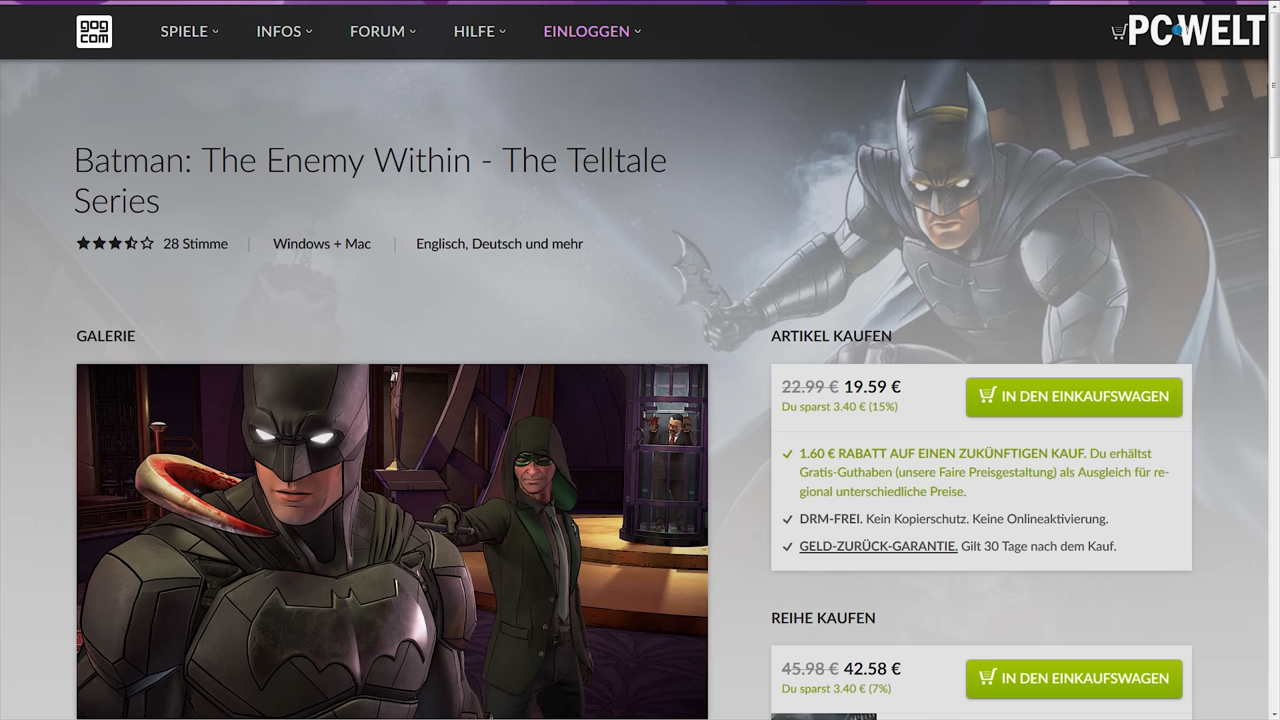 gog
com
SPIELE
INFOS
FORUM
HILFE
EINLOGGEN
PC WELT
Batman: The Enemy Within - The Telltale
Series
28 Stimme
Windows + Mac
Englisch, Deutsch und mehr
GALERIE
ARTIKEL KAUFEN
22.99 € 19.59 €
Du sparst 3.40 € (15%)
IN DEN EINKAUFSWAGEN
1.60 € RABATT AUF EINEN ZUKÜNFTIGEN KAUF. Du erhältst
Gratis-Guthaben (unsere Faire Preisgestaltung) als Ausgleich für re-
gional unterschiedliche Preise.
DRM-FREI. Kein Kopierschutz. Keine Onlineaktivierung.
GELD-ZURÜCK-GARANTIE. Gilt 30 Tage nach dem Kauf.
REIHE KAUFEN
45.98 € 42.58 €
Du sparst 3.40 € (7%)
IN DEN EINKAUFSWAGEN